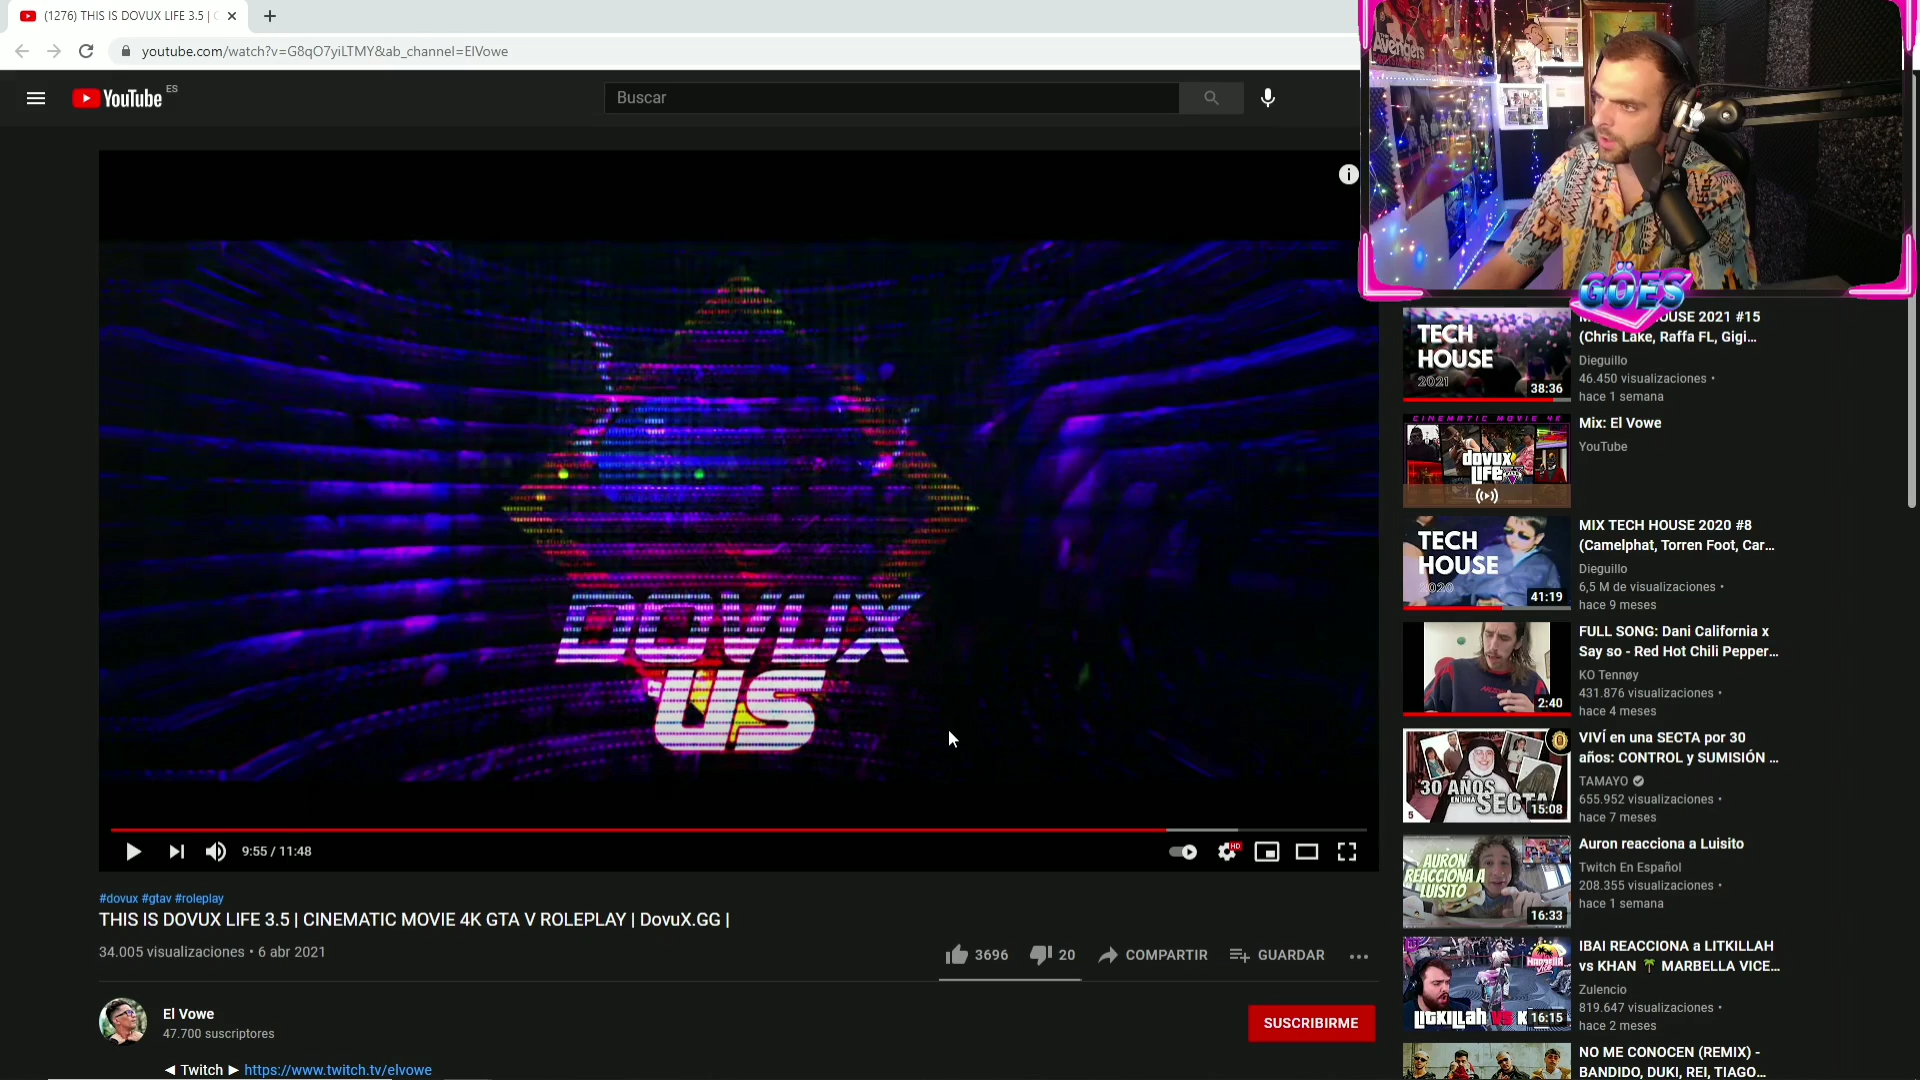 (1276) THIS IS DOVUX LIFE 3.5 |
youtube.com/watch?v=G8qO7yiLTMY&ab_channel=ElVowe
YouTube ES
Buscar
Avengers
GÖES
DOVUX
US
9:55 / 11:48
HD
#dovux #gtav #roleplay
THIS IS DOVUX LIFE 3.5 | CINEMATIC MOVIE 4K GTA V ROLEPLAY | DovuX.GG |
34.005 visualizaciones • 6 abr 2021
3696
20
COMPARTIR
GUARDAR
El Vowe
47.700 suscriptores
SUSCRIBIRME
◄ Twitch ► https://www.twitch.tv/elvowe
TECH
HOUSE
2021
38:36
HOUSE 2021 #15
(Chris Lake, Raffa FL, Gigi...
Dieguillo
46.450 visualizaciones •
hace 1 semana
CINEMATIC MOVIE 4K
dovux
LIFE
Mix: El Vowe
YouTube
TECH
HOUSE
2020
41:19
MIX TECH HOUSE 2020 #8
(Camelphat, Torren Foot, Car...
Dieguillo
6,5 M de visualizaciones •
hace 9 meses
2:40
FULL SONG: Dani California x
Say so - Red Hot Chili Pepper...
KO Tennøy
431.876 visualizaciones •
hace 4 meses
30 AÑOS
EN UNA SECTA
15:08
VIVÍ en una SECTA por 30
años: CONTROL y SUMISIÓN ...
TAMAYO
655.952 visualizaciones •
hace 7 meses
AURON
REACCIONA A
LUISITO
16:33
Auron reacciona a Luisito
Twitch En Español
208.355 visualizaciones •
hace 1 semana
LITKILLAH VS K
16:15
IBAI REACCIONA a LITKILLAH
vs KHAN 🌴 MARBELLA VICE...
Zulencio
819.647 visualizaciones •
hace 2 meses
NO ME CONOCEN (REMIX) -
BANDIDO, DUKI, REI, TIAGO...